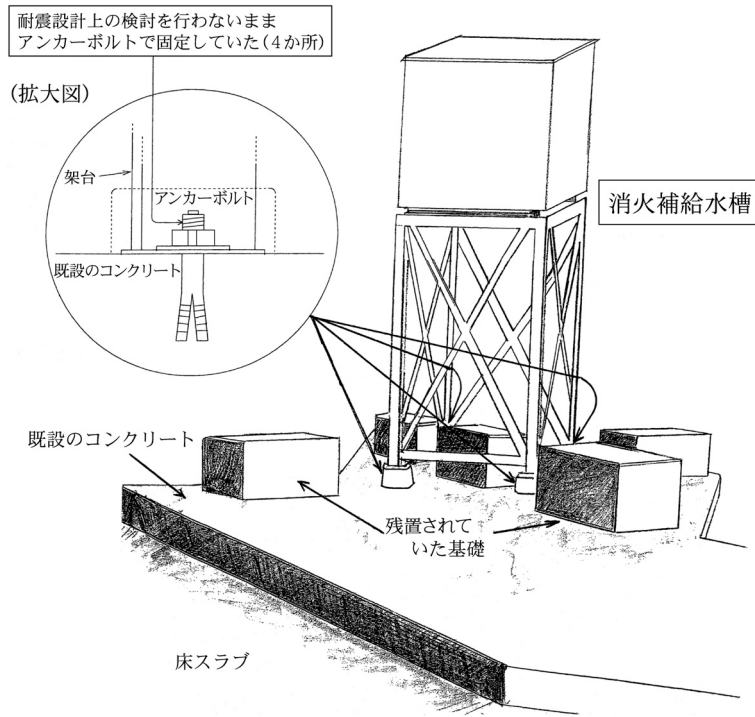 耐震設計上の検討を行わないまま
アンカーボルトで固定していた(4か所)
(拡大図)
架台
アンカーボルト
既設のコンクリート
消火補給水槽
既設のコンクリート
残置されて
いた基礎
床スラブ